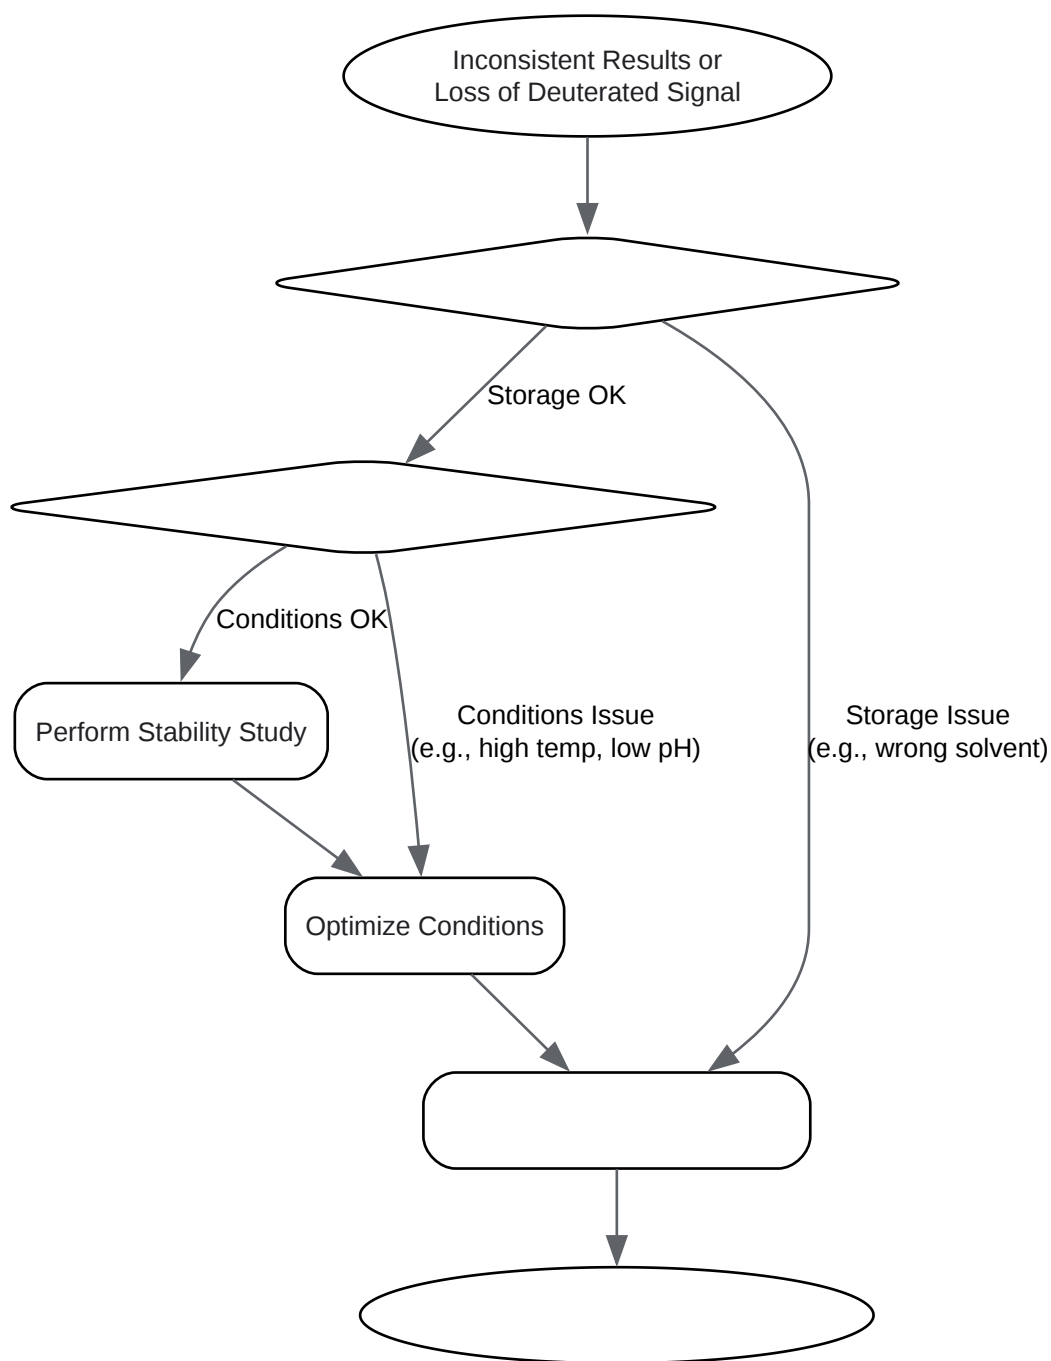 Inconsistent Results or
Loss of Deuterated Signal
Storage OK
Conditions OK
Perform Stability Study
Conditions Issue
(e.g., high temp, low pH)
Storage Issue
(e.g., wrong solvent)
Optimize Conditions